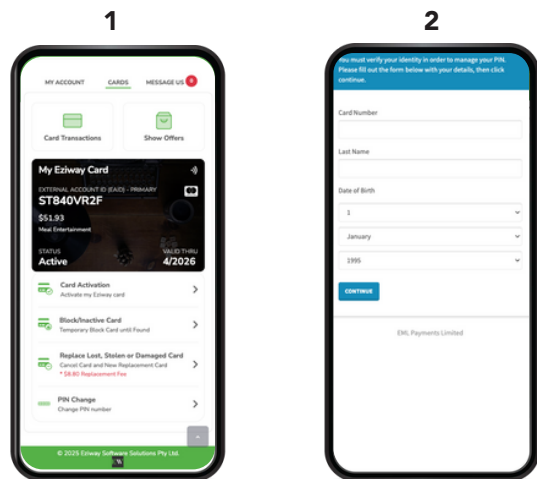 1
2
MY ACCOUNT CARDS MESSAGE US
Card Transactions
Show Offers
My Eziway Card
EXTERNAL ACCOUNT ID (EAID) - PRIMARY
ST840VR2F
$51.93
Meal Entertainment
STATUS
Active
VALID THRU
4/2026
Card Activation
Activate my Eziway card
Block/Inactive Card
Temporary Block Card until Found
Replace Lost, Stolen or Damaged Card
Cancel Card and New Replacement Card
* $8.80 Replacement Fee
PIN Change
Change PIN number
© 2025 Eziway Software Solutions Pty Ltd.
You must verify your identity in order to manage your PIN.
Please fill out the form below with your details, then click
continue.
Card Number
Last Name
Date of Birth
1
January
1995
CONTINUE
EML Payments Limited